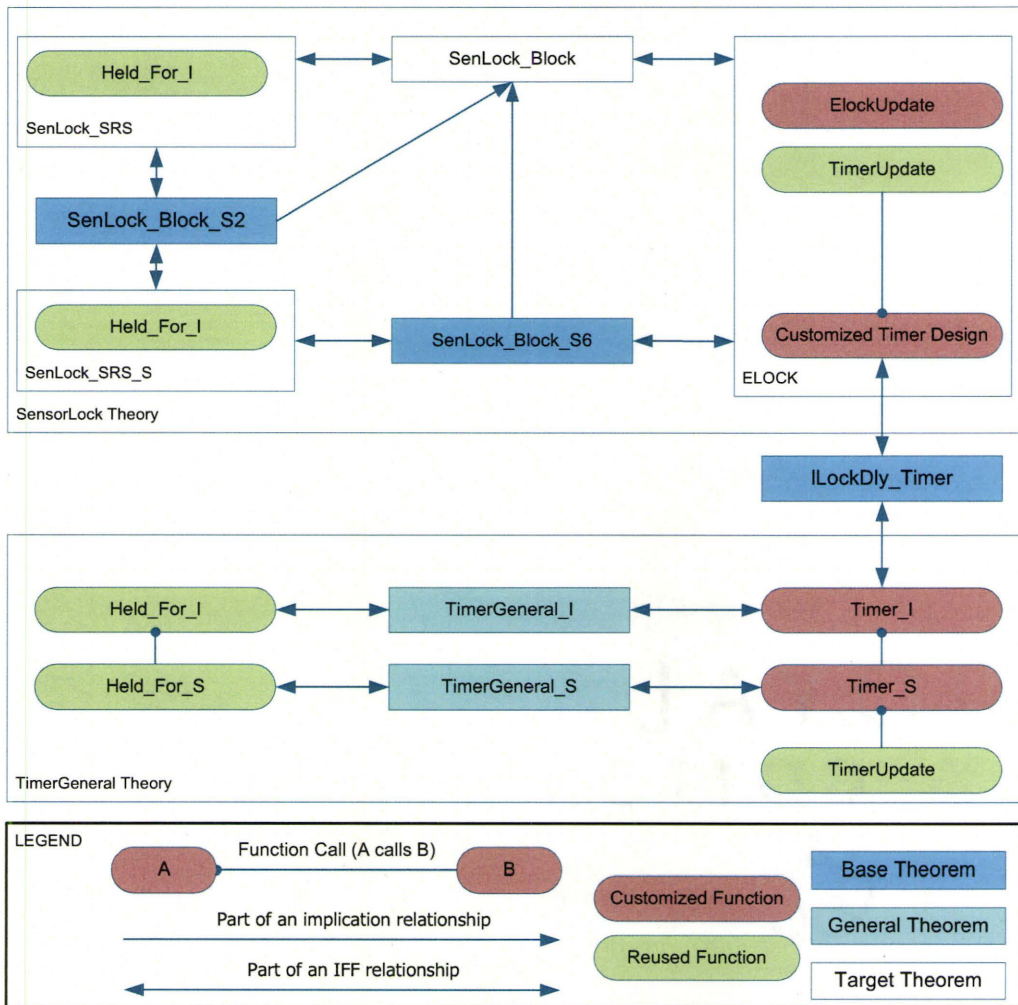 Held_For_I
SenLock_SRS
SenLock_Block
ElockUpdate
TimerUpdate
SenLock_Block_S2
Held_For_I
SenLock_SRS_S
SenLock_Block_S6
Customized Timer Design
ELOCK
SensorLock Theory
ILockDly_Timer
Held_For_I
TimerGeneral_I
Timer_I
Held_For_S
TimerGeneral_S
Timer_S
TimerUpdate
TimerGeneral Theory
LEGEND
A
Function Call (A calls B)
B
Part of an implication relationship
Part of an IFF relationship
Customized Function
Reused Function
Base Theorem
General Theorem
Target Theorem